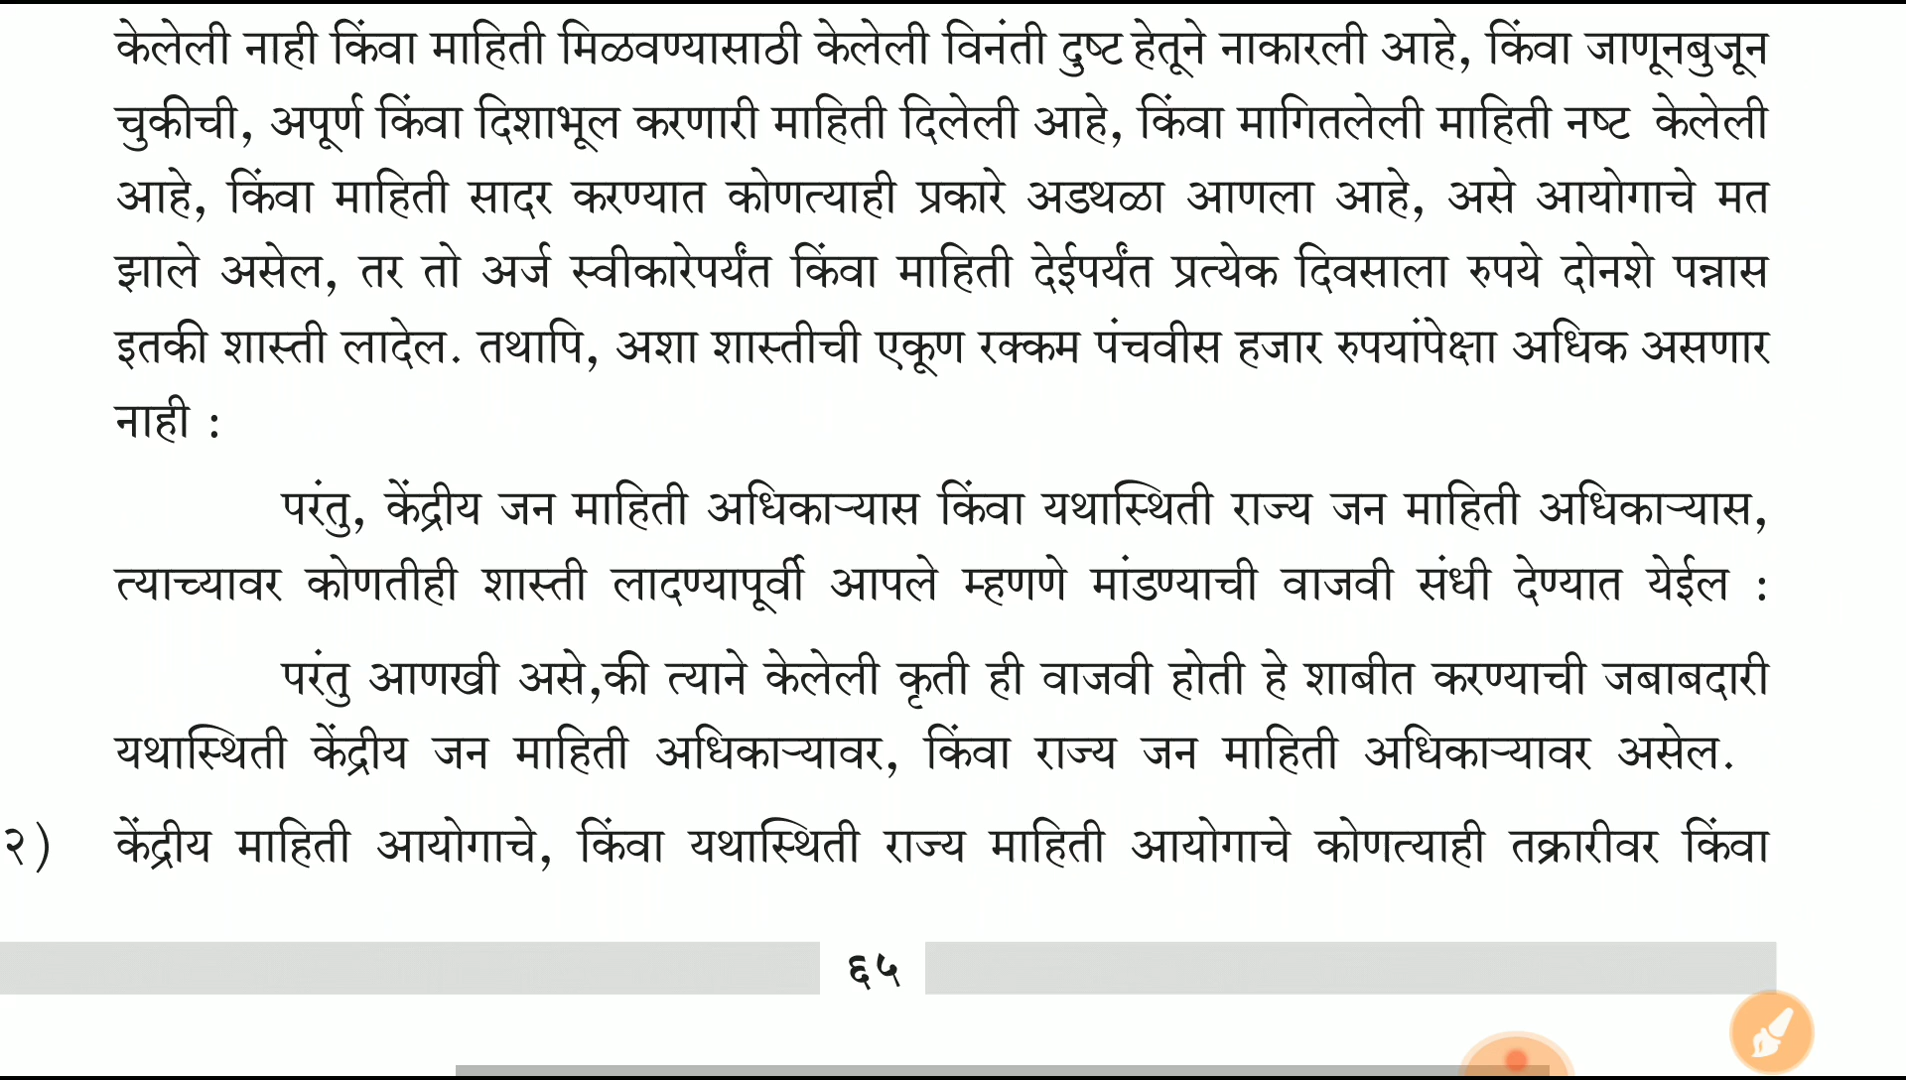 केलेली नाही किंवा माहिती मिळवण्यासाठी केलेली विनंती दुष्ट हेतूने नाकारली आहे, किंवा जाणूनबुजून
चुकीची, अपूर्ण किंवा दिशाभूल करणारी माहिती दिलेली आहे, किंवा मागितलेली माहिती नष्ट केलेली
आहे, किंवा माहिती सादर करण्यात कोणत्याही प्रकारे अडथळा आणला आहे, असे आयोगाचे मत
झाले असेल, तर तो अर्ज स्वीकारेपर्यंत किंवा माहिती देईपर्यंत प्रत्येक दिवसाला रुपये दोनशे पन्नास
इतकी शास्ती लादेल. तथापि, अशा शास्तीची एकूण रक्कम पंचवीस हजार रुपयांपेक्षा अधिक असणार
नाही :
परंतु, केंद्रीय जन माहिती अधिकाऱ्यास किंवा यथास्थिती राज्य जन माहिती अधिकाऱ्यास,
त्याच्यावर कोणतीही शास्ती लादण्यापूर्वी आपले म्हणणे मांडण्याची वाजवी संधी देण्यात येईल :
परंतु आणखी असे,की त्याने केलेली कृती ही वाजवी होती हे शाबीत करण्याची जबाबदारी
यथास्थिती केंद्रीय जन माहिती अधिकाऱ्यावर, किंवा राज्य जन माहिती अधिकाऱ्यावर असेल.
२) केंद्रीय माहिती आयोगाचे, किंवा यथास्थिती राज्य माहिती आयोगाचे कोणत्याही तक्रारीवर किंवा
६५